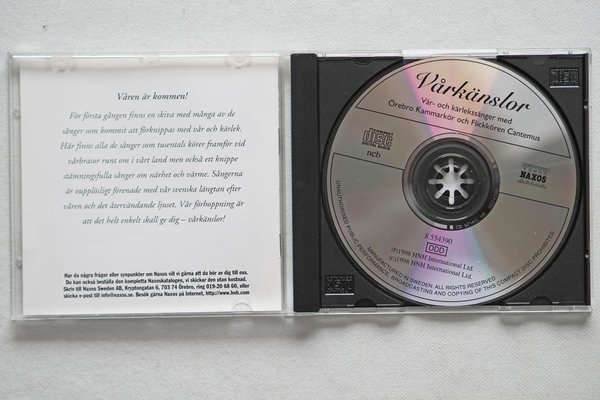 Våren är kommen!
För första gången finns en skiva med många av de
sånger som kommit att förknippas med vår och kärlek.
Här finns alla de sånger som tusentals körer framför vid
vårbrasor runt om i vårt land men också ett knippe
stämningsfulla sånger om närhet och värme. Sångerna
är oupplösligt förenade med vår svenska längtan efter
våren och det återvändande ljuset. Vår förhoppning är
att det helt enkelt skall ge dig – vårkänslor!
Har du några frågor eller synpunkter om Naxos vill vi gärna att du hör av dig till oss.
Du kan också beställa den kompletta Naxoskatalogen, vi skickar den utan kostnad.
Skriv till Naxos Sweden AB, Kryptongatan 6, 703 74 Örebro, ring 019-20 68 60, eller
skicka e-post till info@naxos.se. Besök gärna Naxos på Internet, http://www.hnh.com
Vårkänslor
Vår- och kärlekssånger med
Örebro Kammarkör och Flickkören Cantemus
COMPACT
disc
DIGITAL AUDIO
ncb
NAXOS
8.554390
DDD
(P)1998 HNH International Ltd.
(C)1998 HNH International Ltd.
MANUFACTURED IN SWEDEN. ALL RIGHTS RESERVED
UNAUTHORISED PUBLIC PERFORMANCE, BROADCASTING AND COPYING OF THIS COMPACT DISC PROHIBITED